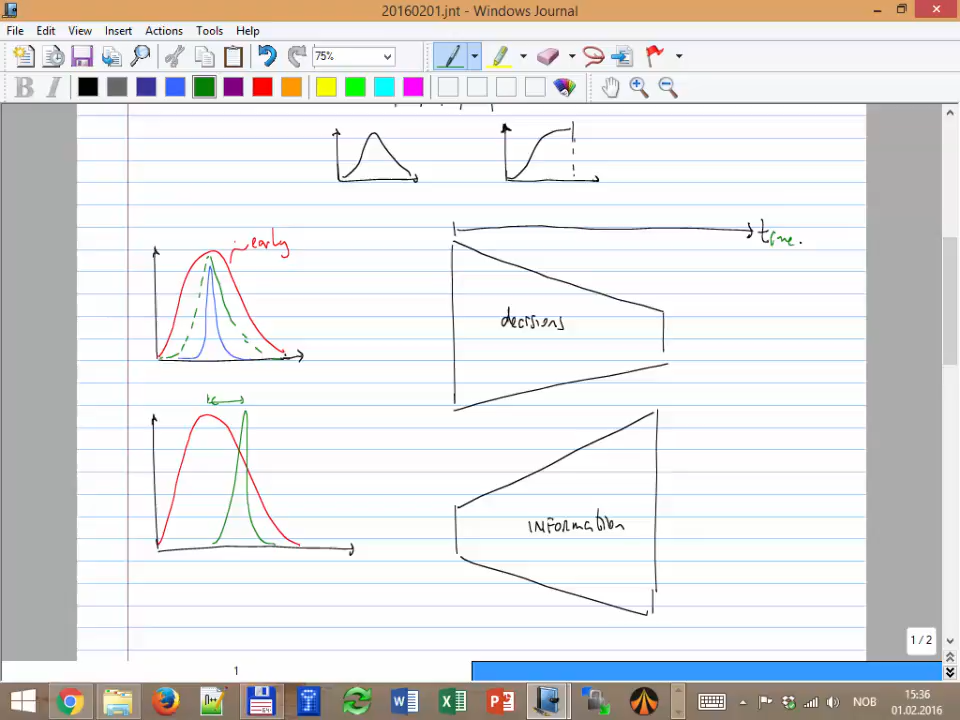 20160201.jnt - Windows Journal
File Edit View Insert Actions Tools Help
75%
B I
early
time.
decisions
INFORMATION
1 / 2
1
NOB
15:36
01.02.2016